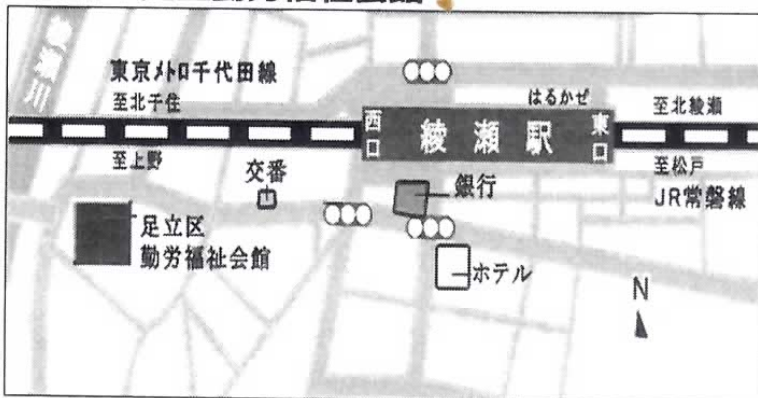 東京メトロ千代田線
至北千住
至上野
西口
綾瀬駅
はるかぜ
東口
至北綾瀬
至松戸
JR常磐線
交番
銀行
足立区
勤労福祉会館
ホテル
N